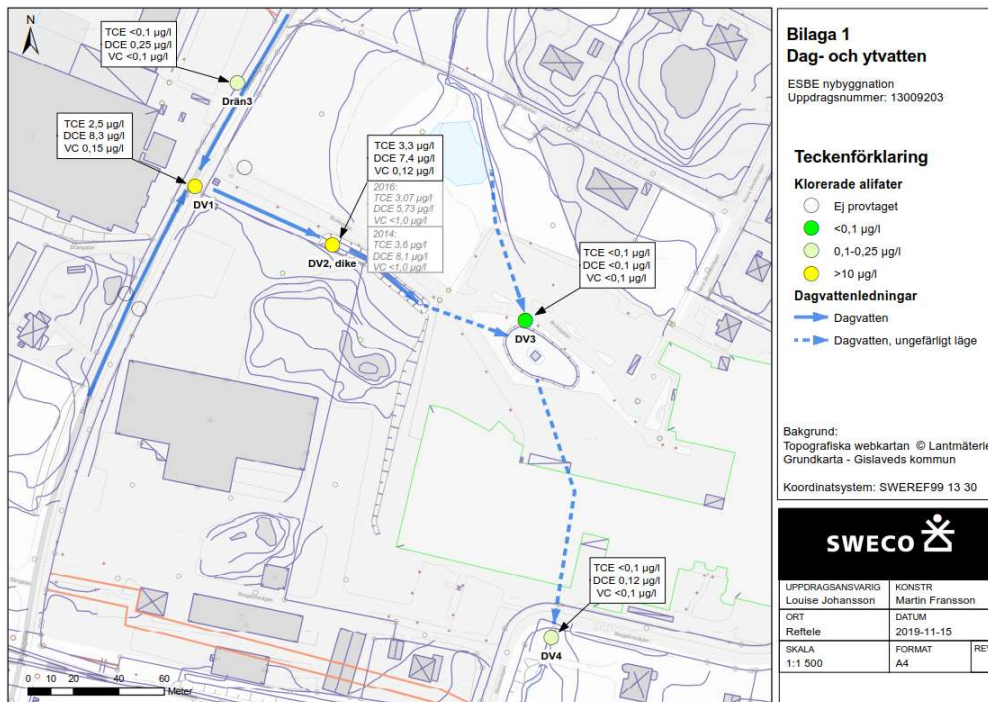 N
TCE <0,1 µg/l
DCE 0,25 µg/l
VC <0,1 µg/l
Drän3
TCE 2,5 µg/l
DCE 8,3 µg/l
VC 0,15 µg/l
DV1
TCE 3,3 µg/l
DCE 7,4 µg/l
VC 0,12 µg/l
2016:
TCE 3,07 µg/l
DCE 5,73 µg/l
VC <1,0 µg/l
2014:
TCE 3,6 µg/l
DCE 8,1 µg/l
VC <1,0 µg/l
DV2, dike
TCE <0,1 µg/l
DCE <0,1 µg/l
VC <0,1 µg/l
DV3
TCE <0,1 µg/l
DCE 0,12 µg/l
VC <0,1 µg/l
DV4
0 10 20 40 60
Meter
Bilaga 1
Dag- och ytvatten
ESBE nybyggnation
Uppdragsnummer: 13009203
Teckenförklaring
Klorerade alifater
Ej provtaget
<0,1 µg/l
0,1-0,25 µg/l
>10 µg/l
Dagvattenledningar
Dagvatten
Dagvatten, ungefärligt läge
Bakgrund:
Topografiska webkartan © Lantmäterie
Grundkarta - Gislaveds kommun
Koordinatsystem: SWEREF99 13 30
SWECO
UPPDRAGSANSVARIG KONSTR
Louise Johansson Martin Fransson
ORT DATUM
Reftele 2019-11-15
SKALA FORMAT RE
1:1 500 A4